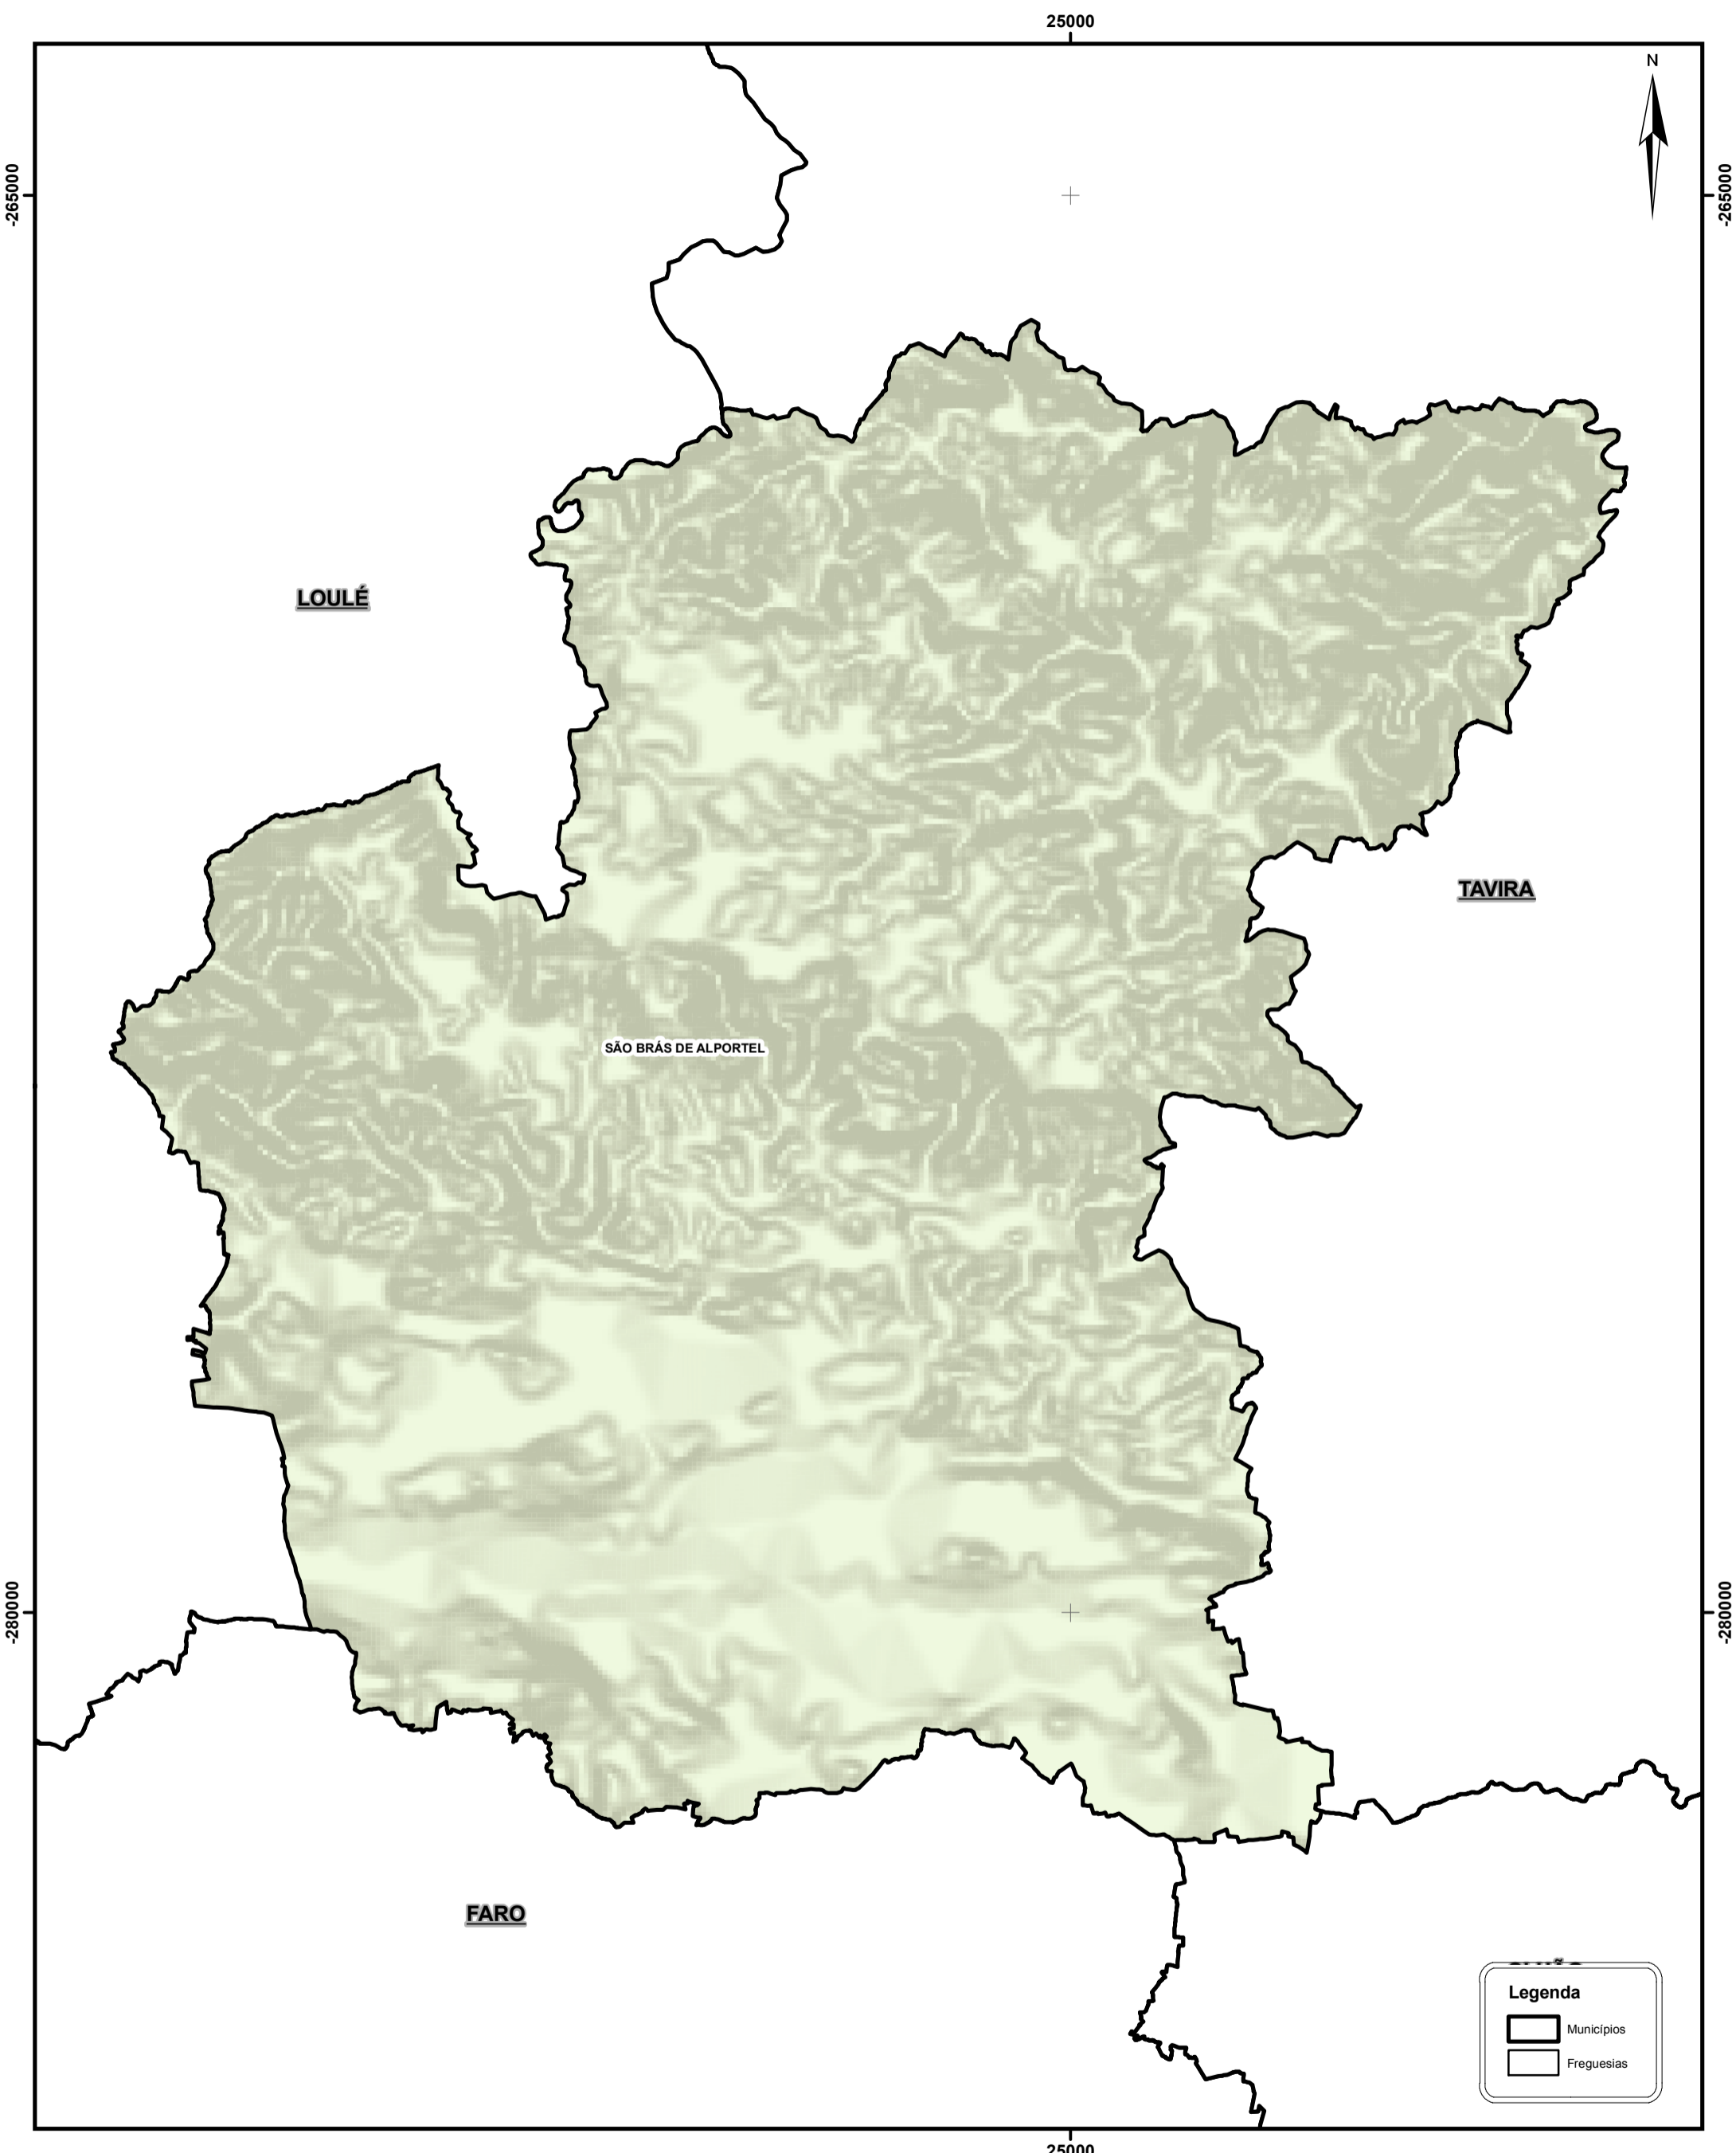 25000
N
-265000
-265000
LOULÉ
TAVIRA
SÃO BRÁS DE ALPORTEL
-280000
-280000
FARO
Legenda
Municípios
Freguesias
25000